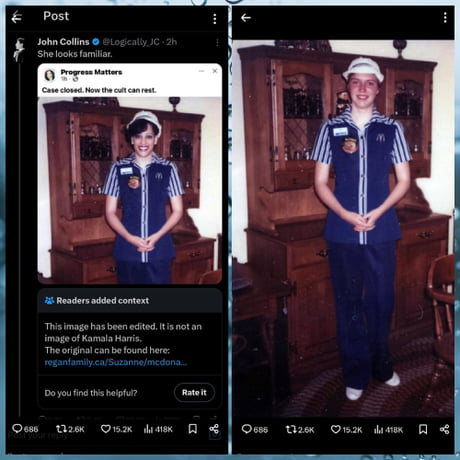 Post
John Collins @Logically_JC · 2h
She looks familiar.
Progress Matters
1h ·
Case closed. Now the cult can rest.
Readers added context
This image has been edited. It is not an
image of Kamala Harris.
The original can be found here:
reganfamily.ca/Suzanne/mcdona...
Do you find this helpful?
Rate it
Post your reply
686 2.6K 15.2K 418K
686 2.6K 15.2K 418K